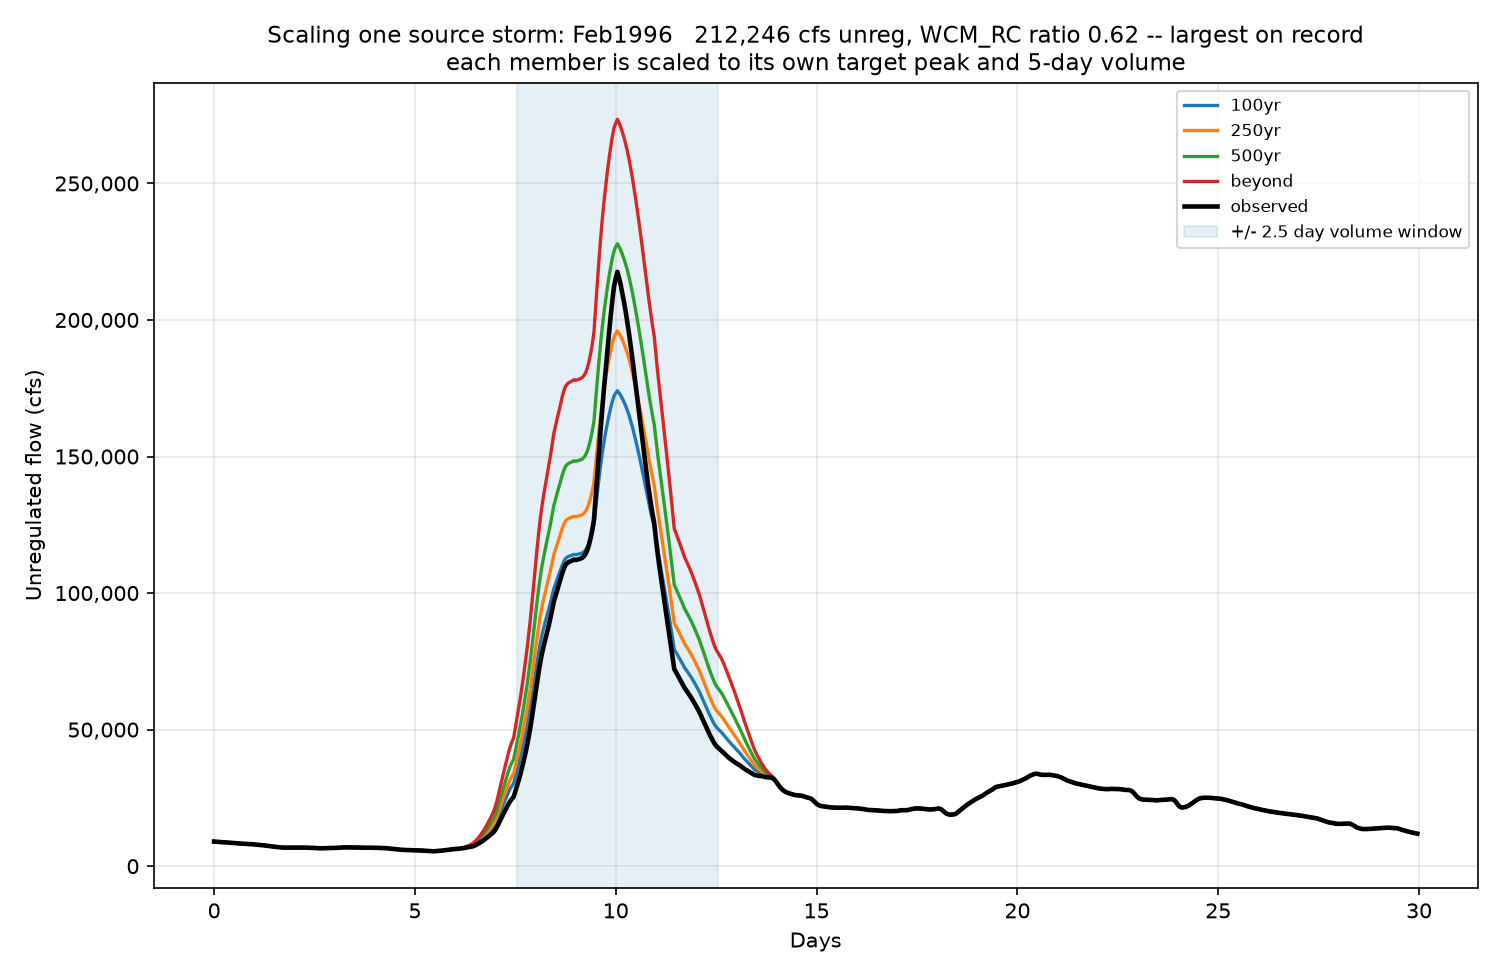 Scaling one source storm: Feb1996   212,246 cfs unreg, WCM_RC ratio 0.62 -- largest on record
each member is scaled to its own target peak and 5-day volume
100yr
250yr
500yr
beyond
observed
+/- 2.5 day volume window
Unregulated flow (cfs)
250,000
200,000
150,000
100,000
50,000
0
0 5 10 15 20 25 30
Days